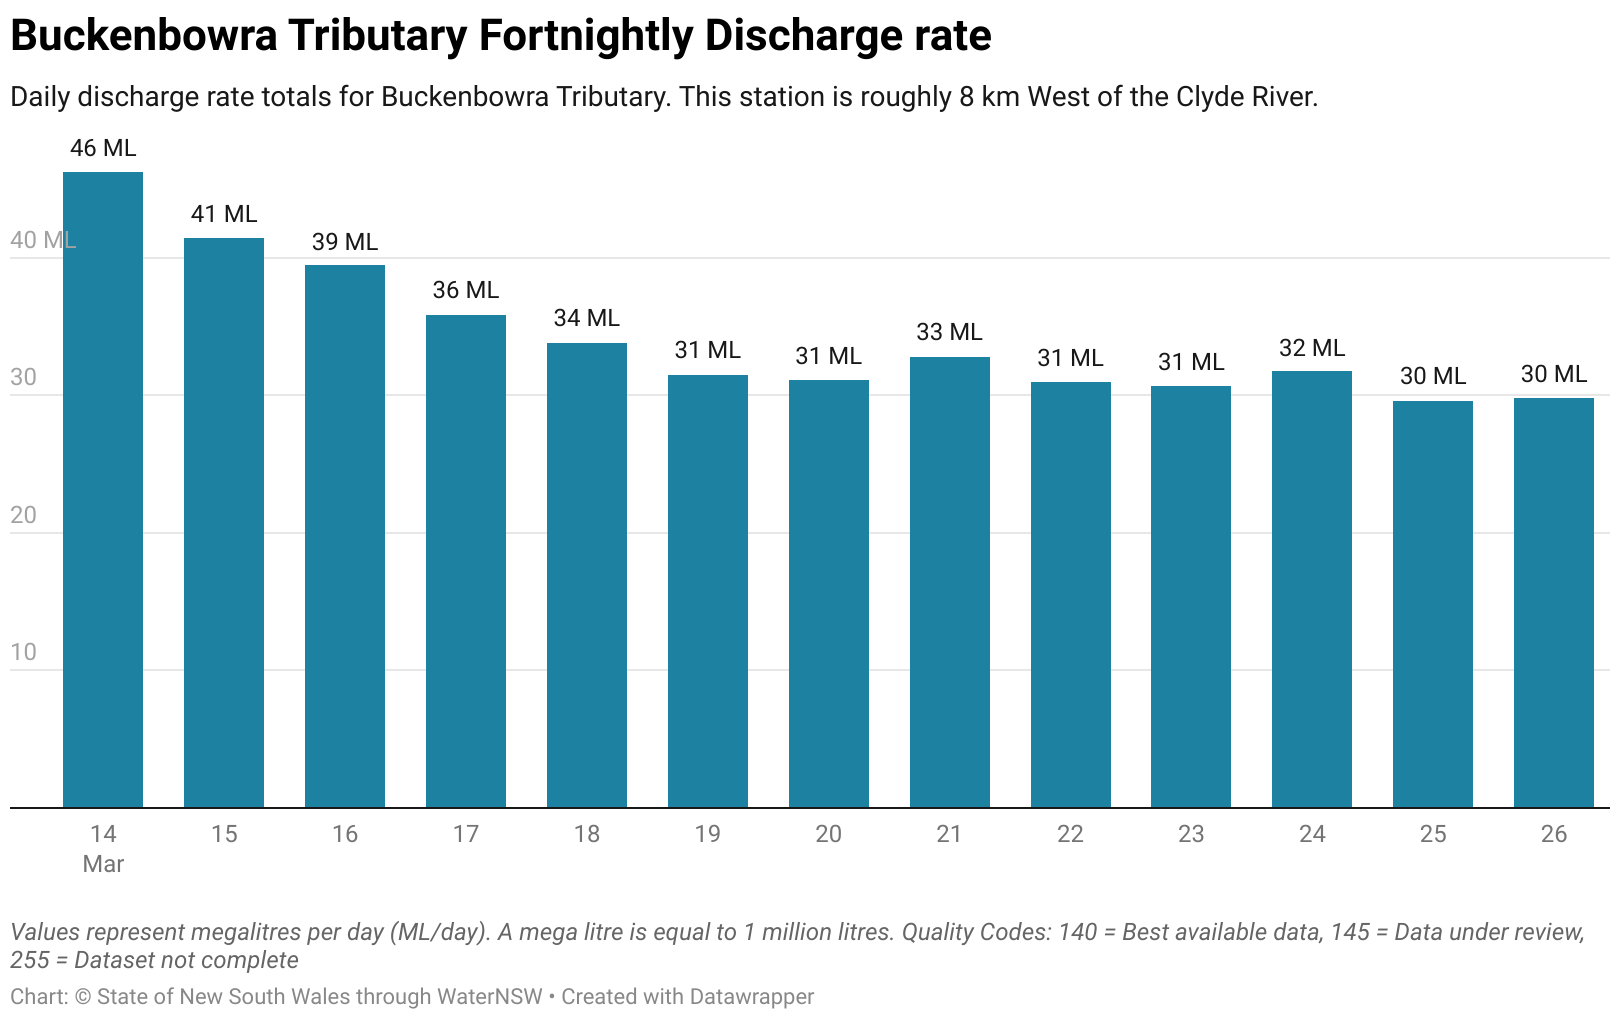 Buckenbowra Tributary Fortnightly Discharge rate
Daily discharge rate totals for Buckenbowra Tributary. This station is roughly 8 km West of the Clyde River.
46 ML
41 ML
39 ML
36 ML
34 ML
31 ML
31 ML
33 ML
31 ML
31 ML
32 ML
30 ML
30 ML
40 ML
30
20
10
14
Mar
15
16
17
18
19
20
21
22
23
24
25
26
Values represent megalitres per day (ML/day). A mega litre is equal to 1 million litres. Quality Codes: 140 = Best available data, 145 = Data under review,
255 = Dataset not complete
Chart: © State of New South Wales through WaterNSW • Created with Datawrapper